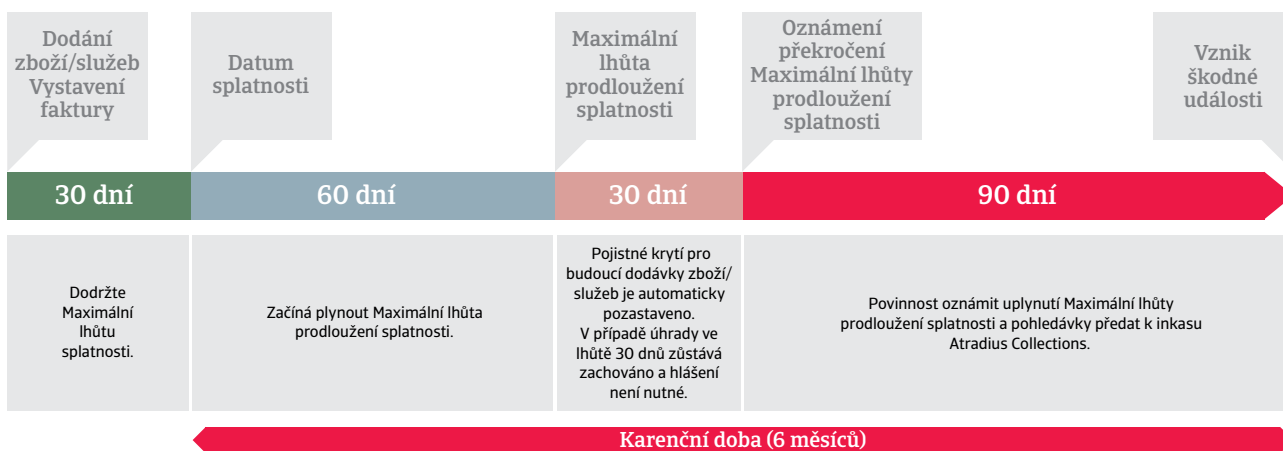 Dodání
zboží/služeb
Vystavení
faktury
Datum
splatnosti
Maximální
lhůta
prodloužení
splatnosti
Oznámení
překročení
Maximální lhůty
prodloužení
splatnosti
Vznik
škodné
události
30 dní
60 dní
30 dní
90 dní
Dodržte
Maximální
lhůtu
splatnosti.
Začíná plynout Maximální lhůta
prodloužení splatnosti.
Pojistné krytí pro
budoucí dodávky zboží/
služeb je automaticky
pozastaveno.
V případě úhrady ve
lhůtě 30 dnů zůstává
zachováno a hlášení
není nutné.
Povinnost oznámit uplynutí Maximální lhůty
prodloužení splatnosti a pohledávky předat k inkasu
Atradius Collections.
Karenční doba (6 měsíců)